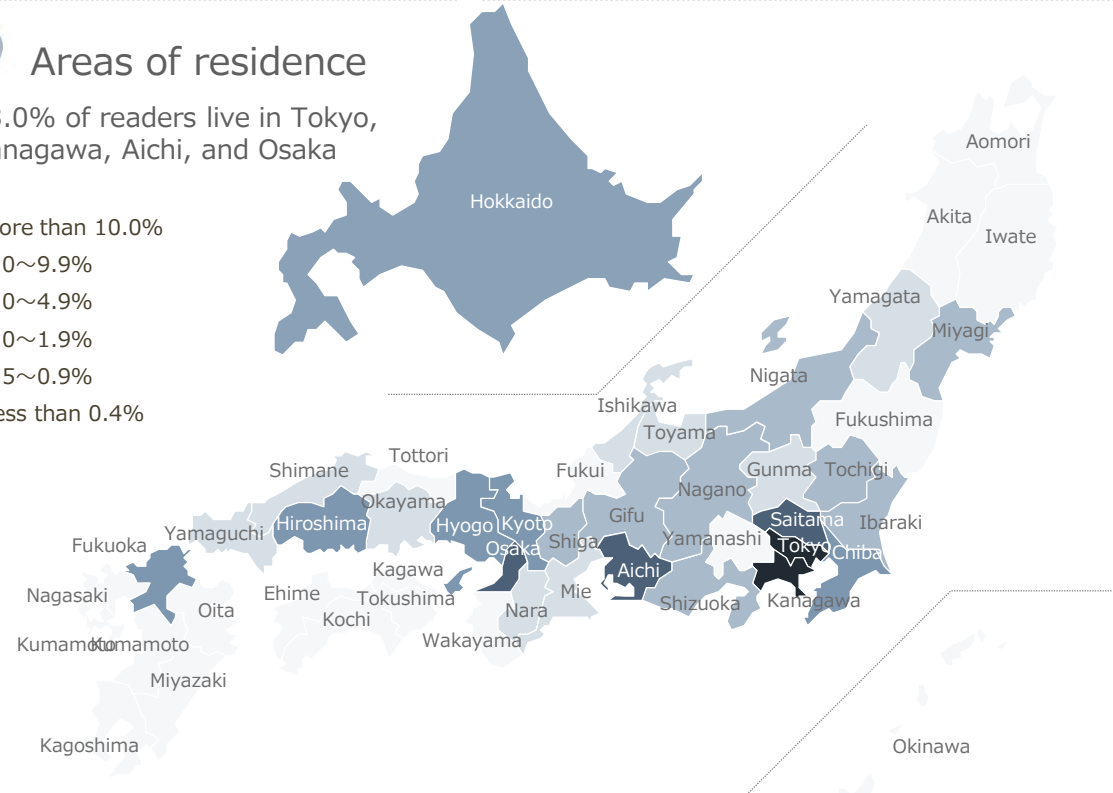 Areas of residence
.0% of readers live in Tokyo,
nagawa, Aichi, and Osaka
ore than 10.0%
0～9.9%
0～4.9%
0～1.9%
5～0.9%
ess than 0.4%
Hokkaido
Aomori
Akita
Iwate
Yamagata
Miyagi
Nigata
Ishikawa
Toyama
Fukushima
Tottori
Shimane
Fukui
Gunma
Tochigi
Okayama
Nagano
Hiroshima
Hyogo
Kyoto
Gifu
Saitama
Ibaraki
Yamaguchi
Fukuoka
Osaka
Shiga
Yamanashi
Tokyo
Chiba
Kagawa
Aichi
Nagasaki
Ehime
Tokushima
Mie
Shizuoka
Kanagawa
Oita
Kochi
Nara
Kumamoto
Kumamoto
Wakayama
Miyazaki
Kagoshima
Okinawa